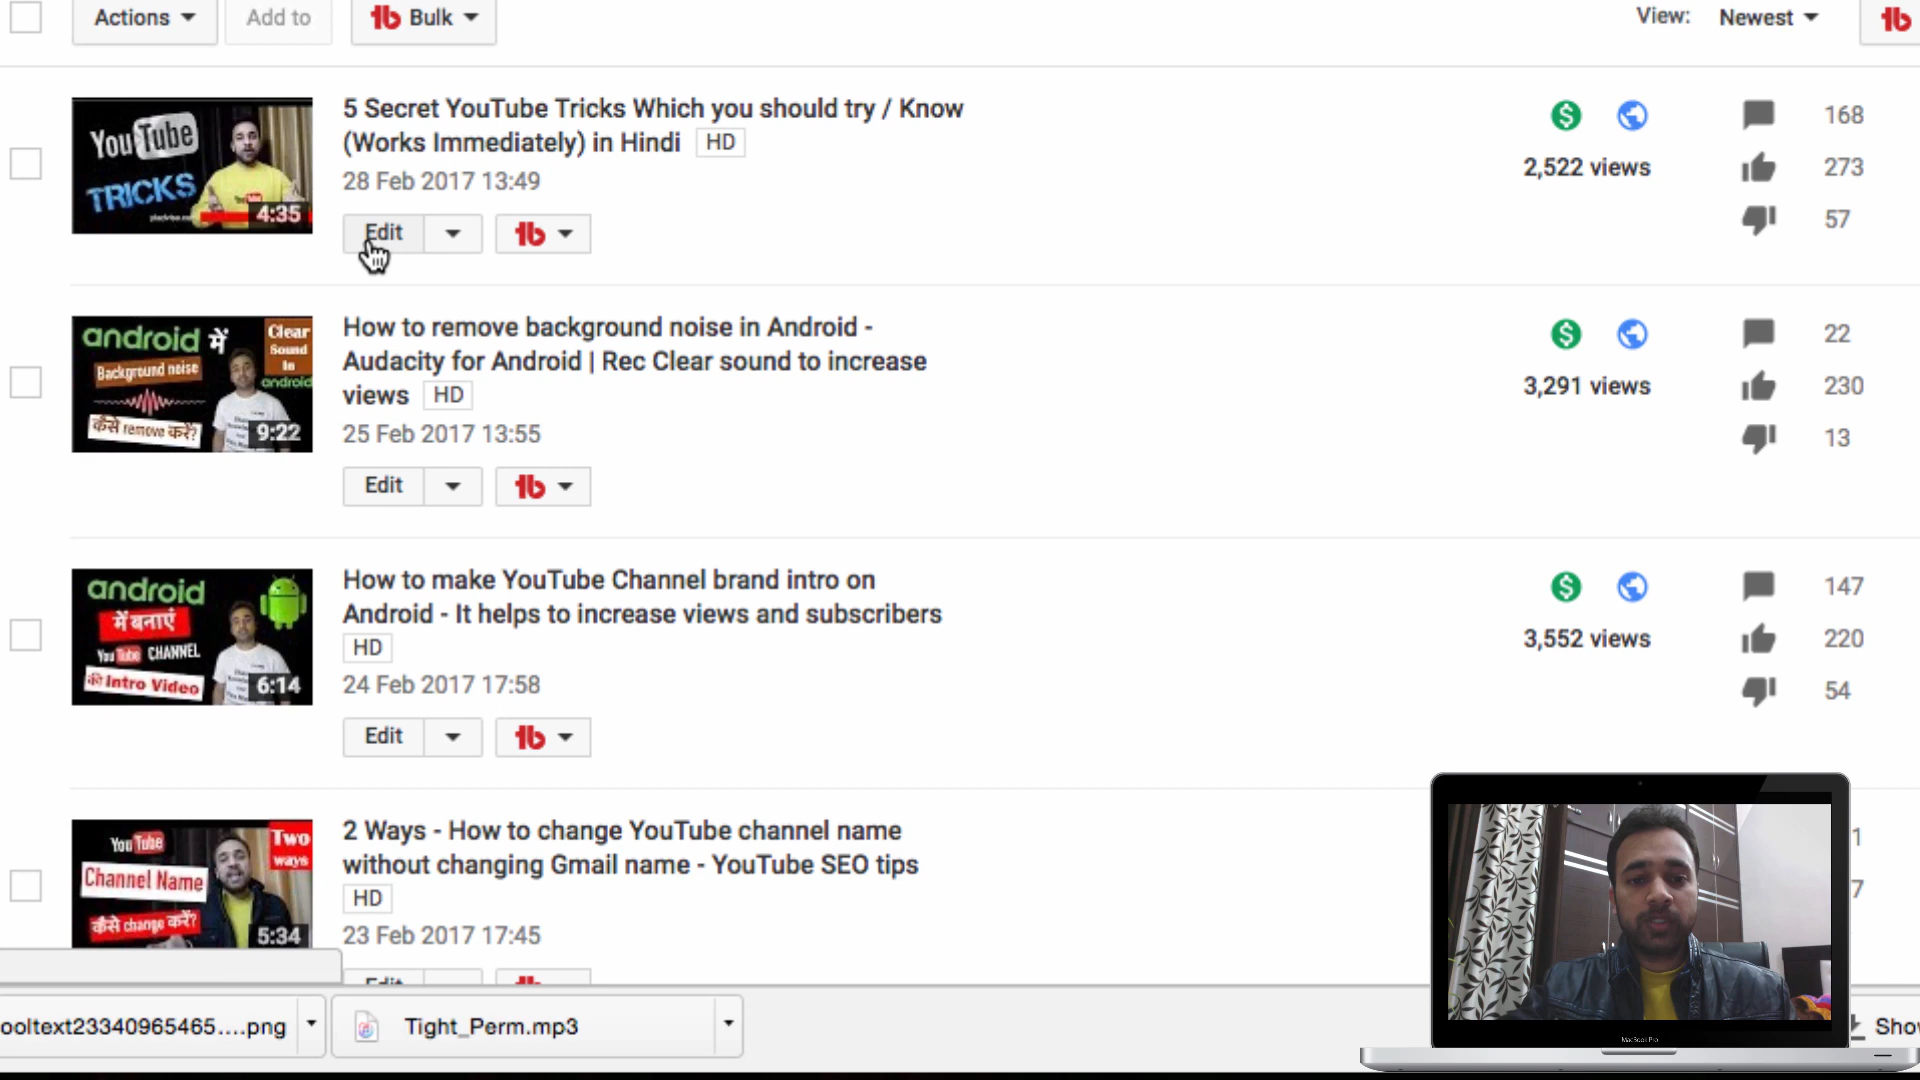 Actions
Add to
Bulk
View:
Newest
YouTube
TRICKS
4:35
5 Secret YouTube Tricks Which you should try / Know
(Works Immediately) in Hindi HD
28 Feb 2017 13:49
Edit
2,522 views
168
273
57
android में
Clear
Sound
in
android
Background noise
कैसे remove करें?
9:22
How to remove background noise in Android -
Audacity for Android | Rec Clear sound to increase
views HD
25 Feb 2017 13:55
Edit
3,291 views
22
230
13
android
में बनाएं
YouTube CHANNEL
की Intro Video
6:14
How to make YouTube Channel brand intro on
Android - It helps to increase views and subscribers
HD
24 Feb 2017 17:58
Edit
3,552 views
147
220
54
YouTube
Two
ways
Channel Name
कैसे change करें?
5:34
2 Ways - How to change YouTube channel name
without changing Gmail name - YouTube SEO tips
HD
23 Feb 2017 17:45
Edit
1
7
ooltext23340965465....png
Tight_Perm.mp3
MacBook Pro
Show